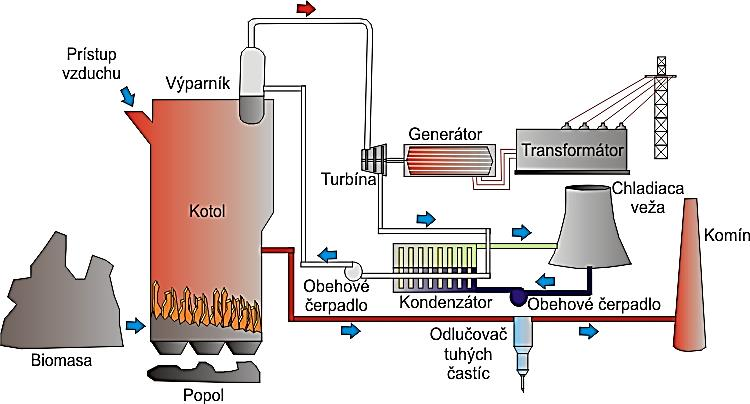 Prístup
vzduchu
Výparník
Generátor
Transformátor
Turbína
Chladiaca
veža
Kotol
Komín
Obehové
čerpadlo
Kondenzátor
Obehové čerpadlo
Odlučovač
tuhých
častíc
Biomasa
Popol